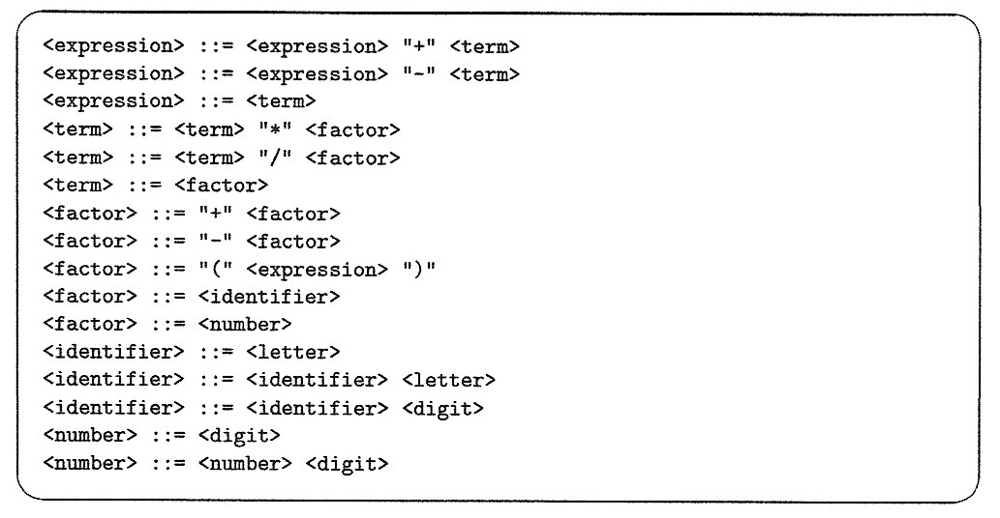 <expression> ::= <expression> "+" <term>
<expression> ::= <expression> "-" <term>
<expression> ::= <term>
<term> ::= <term> "*" <factor>
<term> ::= <term> "/" <factor>
<term> ::= <factor>
<factor> ::= "+" <factor>
<factor> ::= "-" <factor>
<factor> ::= "(" <expression> ")"
<factor> ::= <identifier>
<factor> ::= <number>
<identifier> ::= <letter>
<identifier> ::= <identifier> <letter>
<identifier> ::= <identifier> <digit>
<number> ::= <digit>
<number> ::= <number> <digit>